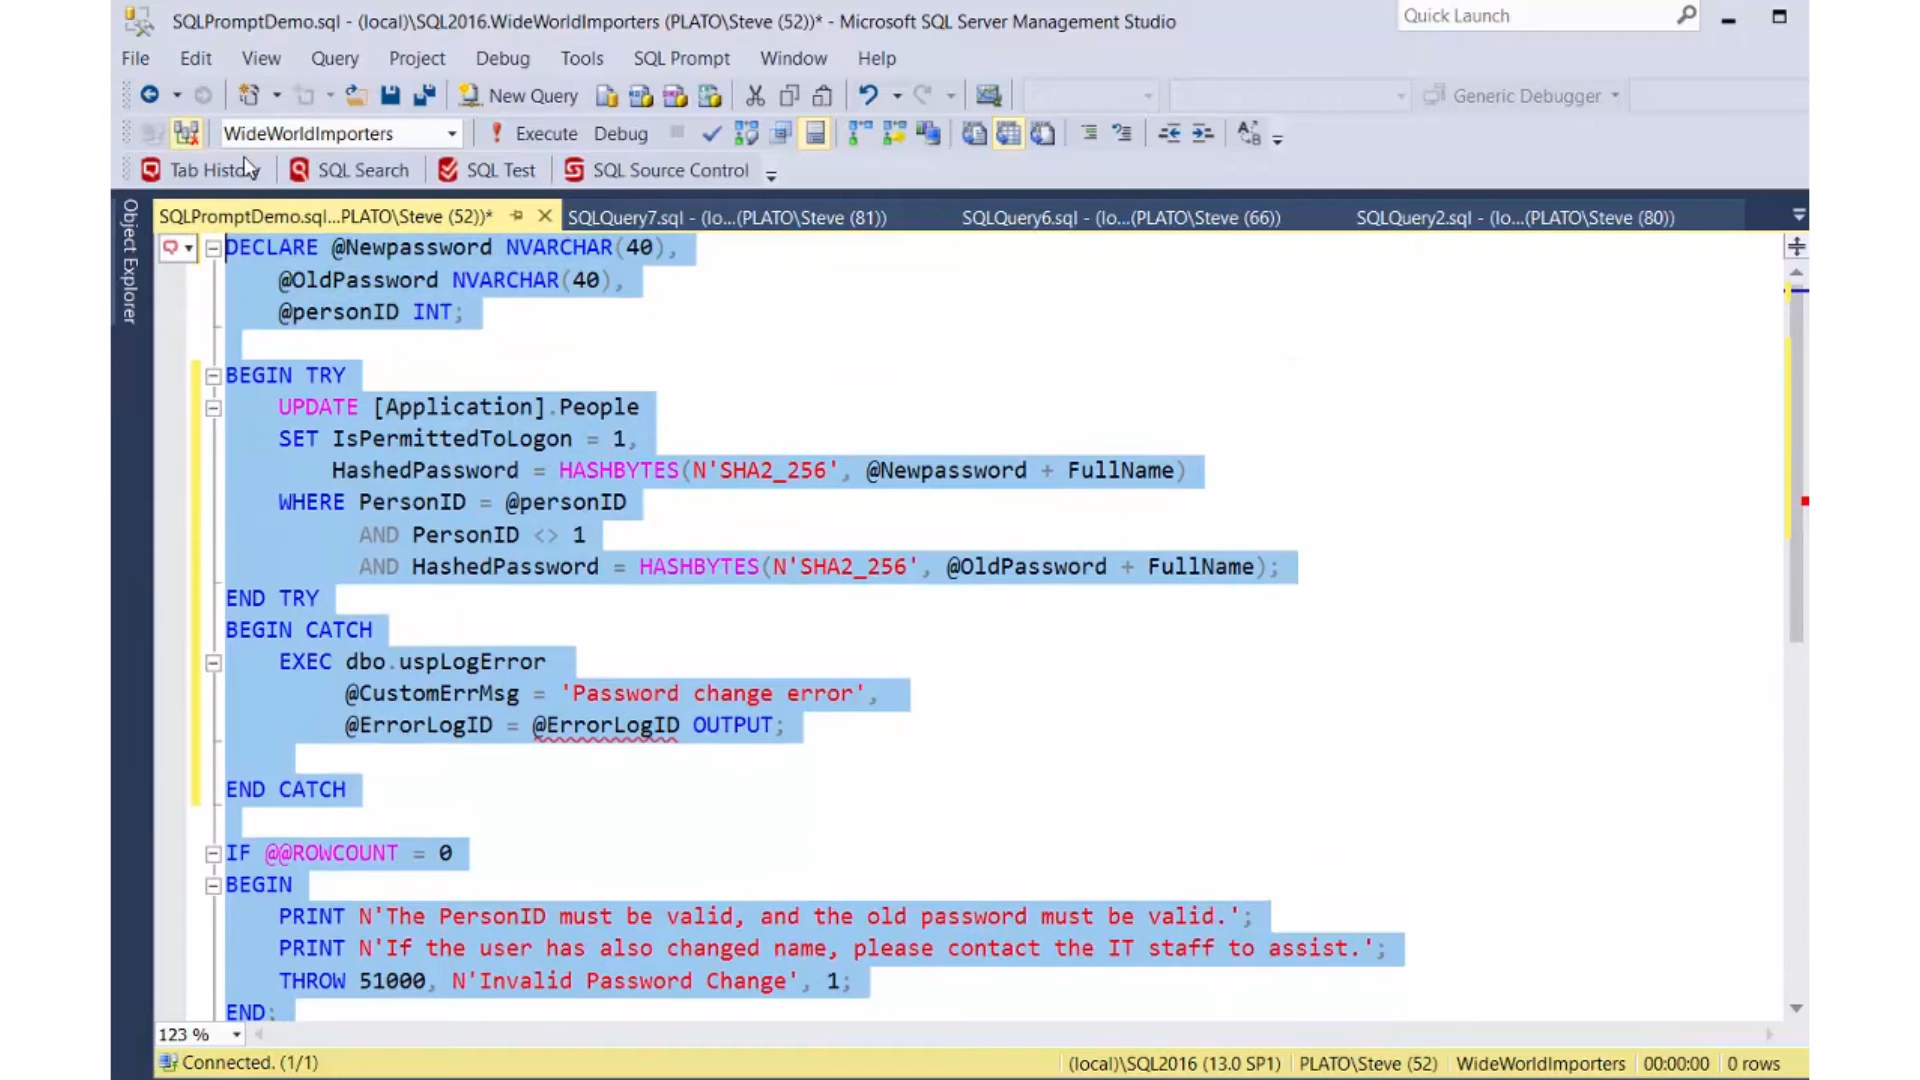 SQLPromptDemo.sql - (local)\SQL2016.WideWorldImporters (PLATO\Steve (52))* - Microsoft SQL Server Management Studio
Quick Launch
File Edit View Query Project Debug Tools SQL Prompt Window Help
New Query
Generic Debugger
WideWorldImporters
Execute Debug
Tab History SQL Search SQL Test SQL Source Control
Object Explorer
SQLPromptDemo.sql...PLATO\Steve (52))* SQLQuery7.sql - (lo...(PLATO\Steve (81)) SQLQuery6.sql - (lo...(PLATO\Steve (66)) SQLQuery2.sql - (lo...(PLATO\Steve (80))
DECLARE @Newpassword NVARCHAR(40),
@OldPassword NVARCHAR(40),
@personID INT;
BEGIN TRY
UPDATE [Application].People
SET IsPermittedToLogon = 1,
HashedPassword = HASHBYTES(N'SHA2_256', @Newpassword + FullName)
WHERE PersonID = @personID
AND PersonID <> 1
AND HashedPassword = HASHBYTES(N'SHA2_256', @OldPassword + FullName);
END TRY
BEGIN CATCH
EXEC dbo.uspLogError
@CustomErrMsg = 'Password change error',
@ErrorLogID = @ErrorLogID OUTPUT;
END CATCH
IF @@ROWCOUNT = 0
BEGIN
PRINT N'The PersonID must be valid, and the old password must be valid.';
PRINT N'If the user has also changed name, please contact the IT staff to assist.';
THROW 51000, N'Invalid Password Change', 1;
END;
123 %
Connected. (1/1) (local)\SQL2016 (13.0 SP1) PLATO\Steve (52) WideWorldImporters 00:00:00 0 rows